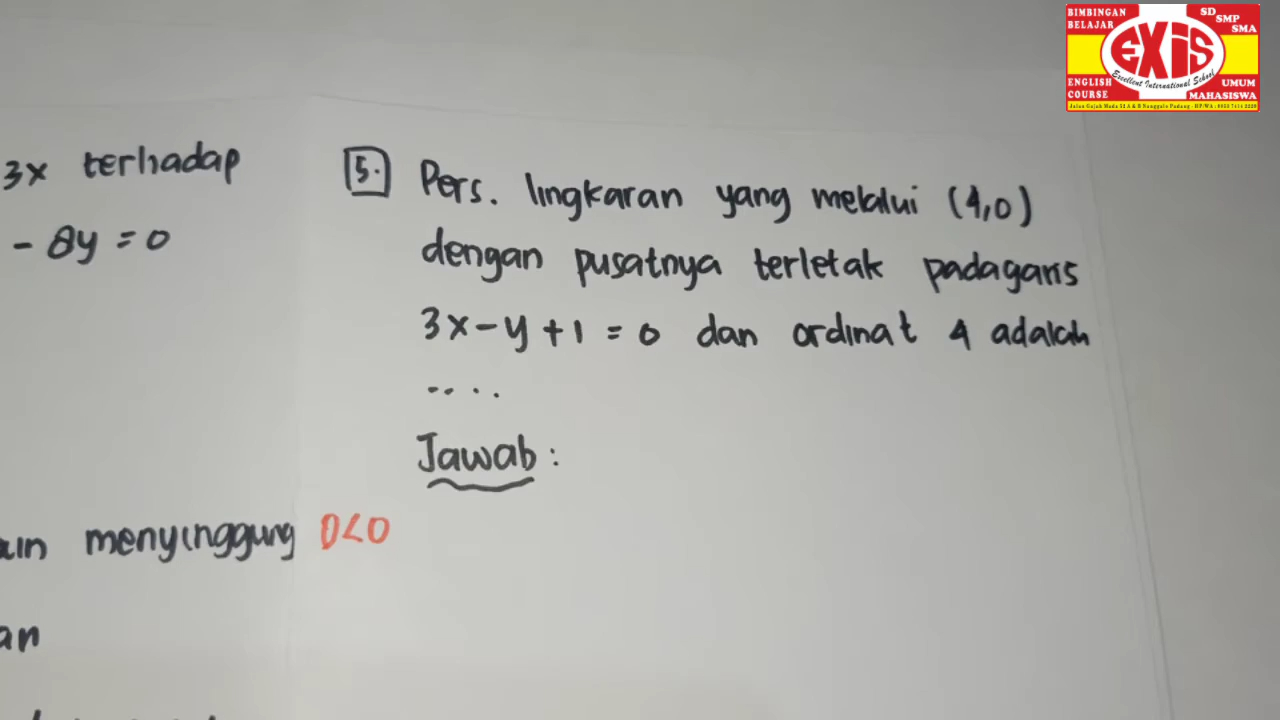 BIMBINGAN
BELAJAR
SD
SMP
SMA
EXIS
Excellent International School
ENGLISH
COURSE
UMUM
MAHASISWA
3x terhadap
- 8y = 0
menyinggung D<0
an
5. Pers. lingkaran yang melalui (4,0)
dengan pusatnya terletak pada garis
3x - y + 1 = 0 dan ordinat 4 adalah
....
Jawab :